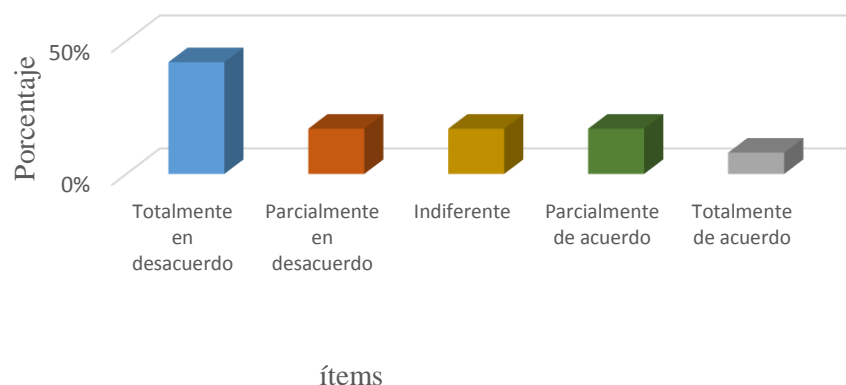 Porcentaje
50%
0%
Totalmente
en
desacuerdo
Parcialmente
en
desacuerdo
Indiferente
Parcialmente
de acuerdo
Totalmente
de acuerdo
ítems